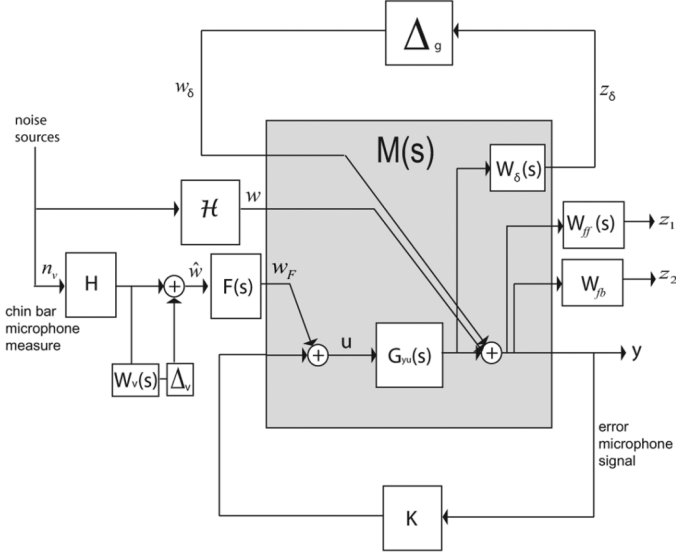 Δg
wδ
zδ
noise
sources
M(s)
Wδ(s)
ℋ
w
Wff(s)
z1
nv
H
ŵ
F(s)
wF
Wfb
z2
chin bar
microphone
measure
u
Gyu(s)
y
Wv(s)
Δv
error
microphone
signal
K